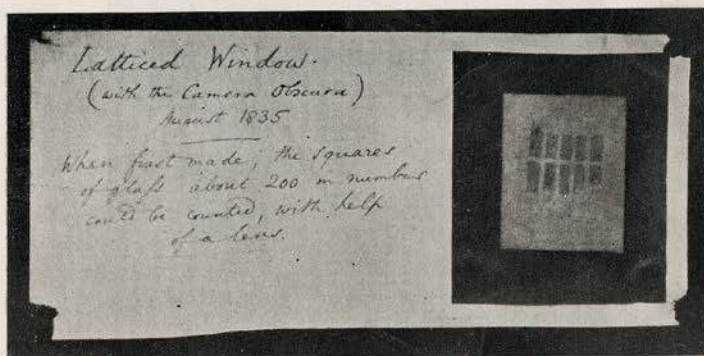 Latticed Window.
(with the Camera Obscura)
August 1835
When first made, the squares
of glass about 200 in number
could be counted, with help
of a lens.